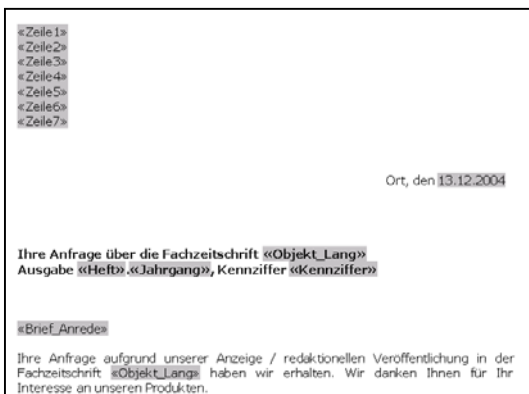 «Zeile1»
«Zeile2»
«Zeile3»
«Zeile4»
«Zeile5»
«Zeile6»
«Zeile7»
Ort, den 13.12.2004
Ihre Anfrage über die Fachzeitschrift «Objekt_Lang»
Ausgabe «Heft».«Jahrgang», Kennziffer «Kennziffer»
«Brief_Anrede»
Ihre Anfrage aufgrund unserer Anzeige / redaktionellen Veröffentlichung in der
Fachzeitschrift «Objekt_Lang» haben wir erhalten. Wir danken Ihnen für Ihr
Interesse an unseren Produkten.